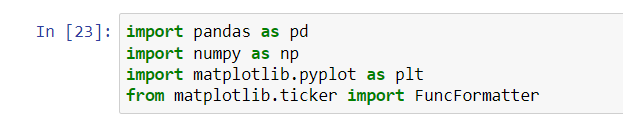 In [23]: import pandas as pd
import numpy as np
import matplotlib.pyplot as plt
from matplotlib.ticker import FuncFormatter